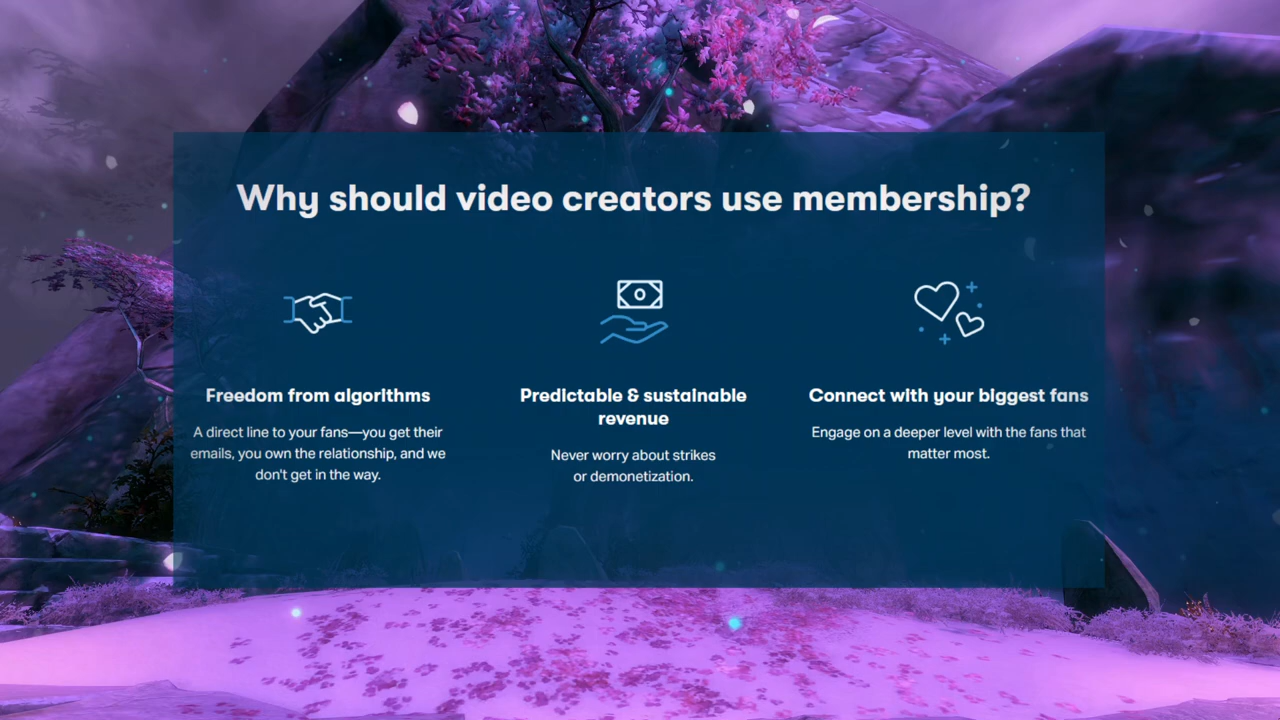 Why should video creators use membership?
Freedom from algorithms
A direct line to your fans—you get their
emails, you own the relationship, and we
don't get in the way.
Predictable & sustainable
revenue
Never worry about strikes
or demonetization.
Connect with your biggest fans
Engage on a deeper level with the fans that
matter most.